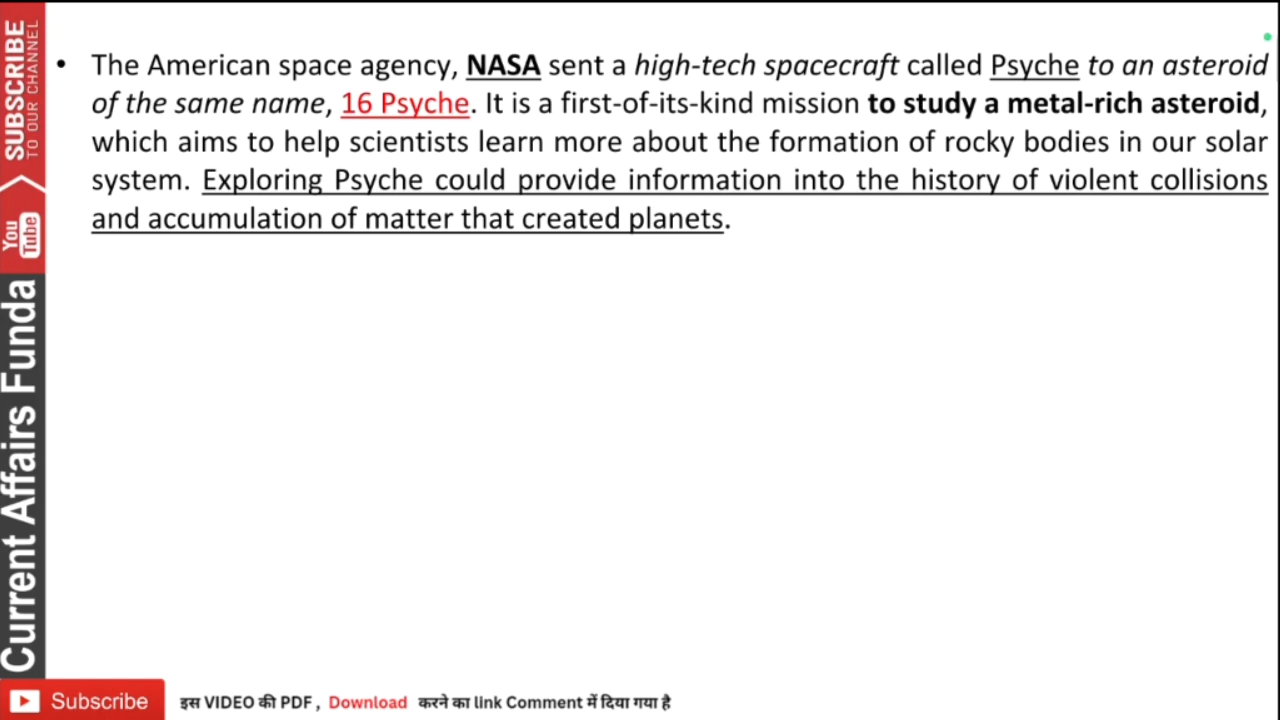 • The American space agency, NASA sent a high-tech spacecraft called Psyche to an asteroid
of the same name, 16 Psyche. It is a first-of-its-kind mission to study a metal-rich asteroid,
which aims to help scientists learn more about the formation of rocky bodies in our solar
system. Exploring Psyche could provide information into the history of violent collisions
and accumulation of matter that created planets.
SUBSCRIBE
TO OUR CHANNEL
You
Tube
Current Affairs Funda
Subscribe
इस VIDEO की PDF , Download करने का link Comment में दिया गया है